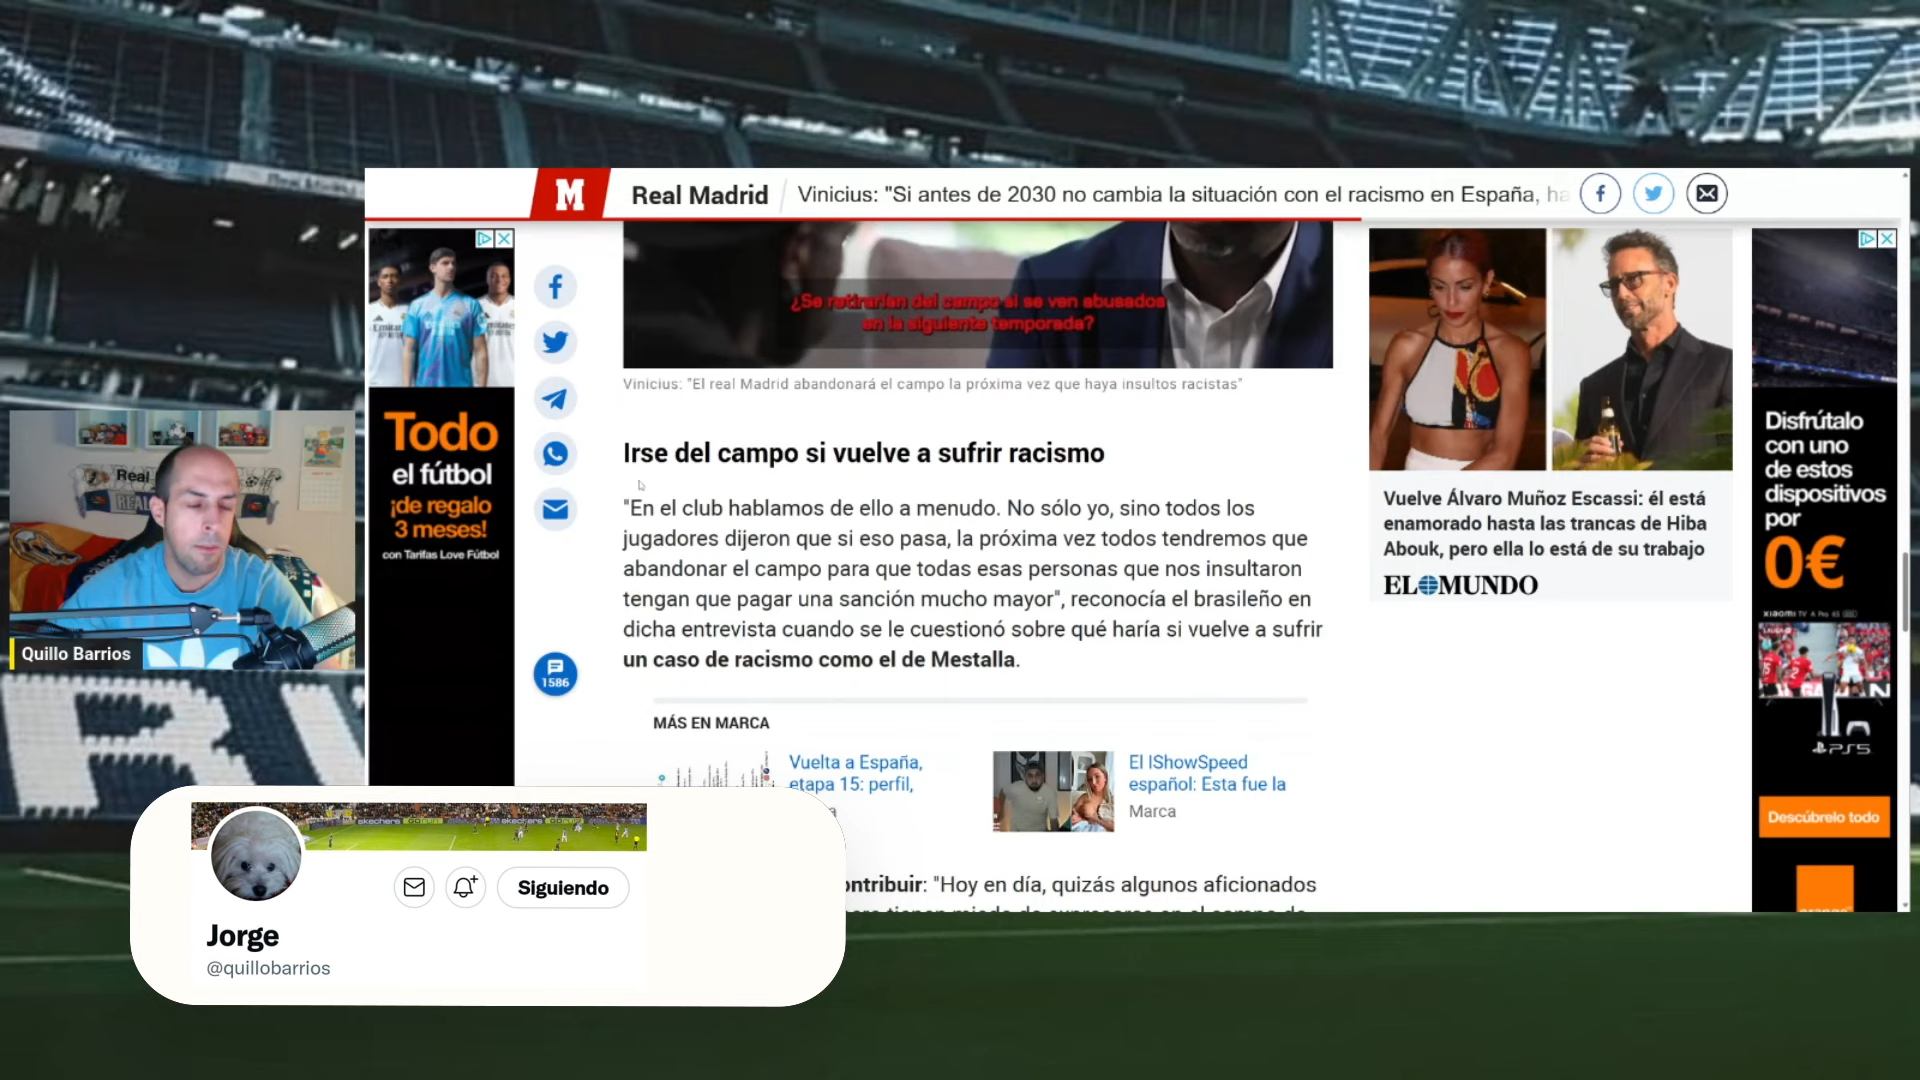 M
Real Madrid
Vinicius: "Si antes de 2030 no cambia la situación con el racismo en España, ha
¿Se retirarían del campo si se ven abusados
en la siguiente temporada?
Vinicius: "El real Madrid abandonará el campo la próxima vez que haya insultos racistas"
Irse del campo si vuelve a sufrir racismo
"En el club hablamos de ello a menudo. No sólo yo, sino todos los
jugadores dijeron que si eso pasa, la próxima vez todos tendremos que
abandonar el campo para que todas esas personas que nos insultaron
tengan que pagar una sanción mucho mayor", reconocía el brasileño en
dicha entrevista cuando se le cuestionó sobre qué haría si vuelve a sufrir
un caso de racismo como el de Mestalla.
1586
MÁS EN MARCA
Vuelta a España,
etapa 15: perfil,
El IShowSpeed
español: Esta fue la
Marca
ontribuir: "Hoy en día, quizás algunos aficionados
Todo
el fútbol
¡de regalo
3 meses!
con Tarifas Love Fútbol
Real
REAL
Quillo Barrios
Vuelve Álvaro Muñoz Escassi: él está
enamorado hasta las trancas de Hiba
Abouk, pero ella lo está de su trabajo
EL MUNDO
Disfrútalo
con uno
de estos
dispositivos
por
0€
XIAOMI TV A Pro 65
PS5
Descúbrelo todo
skechers
skechers
Siguiendo
Jorge
@quillobarrios